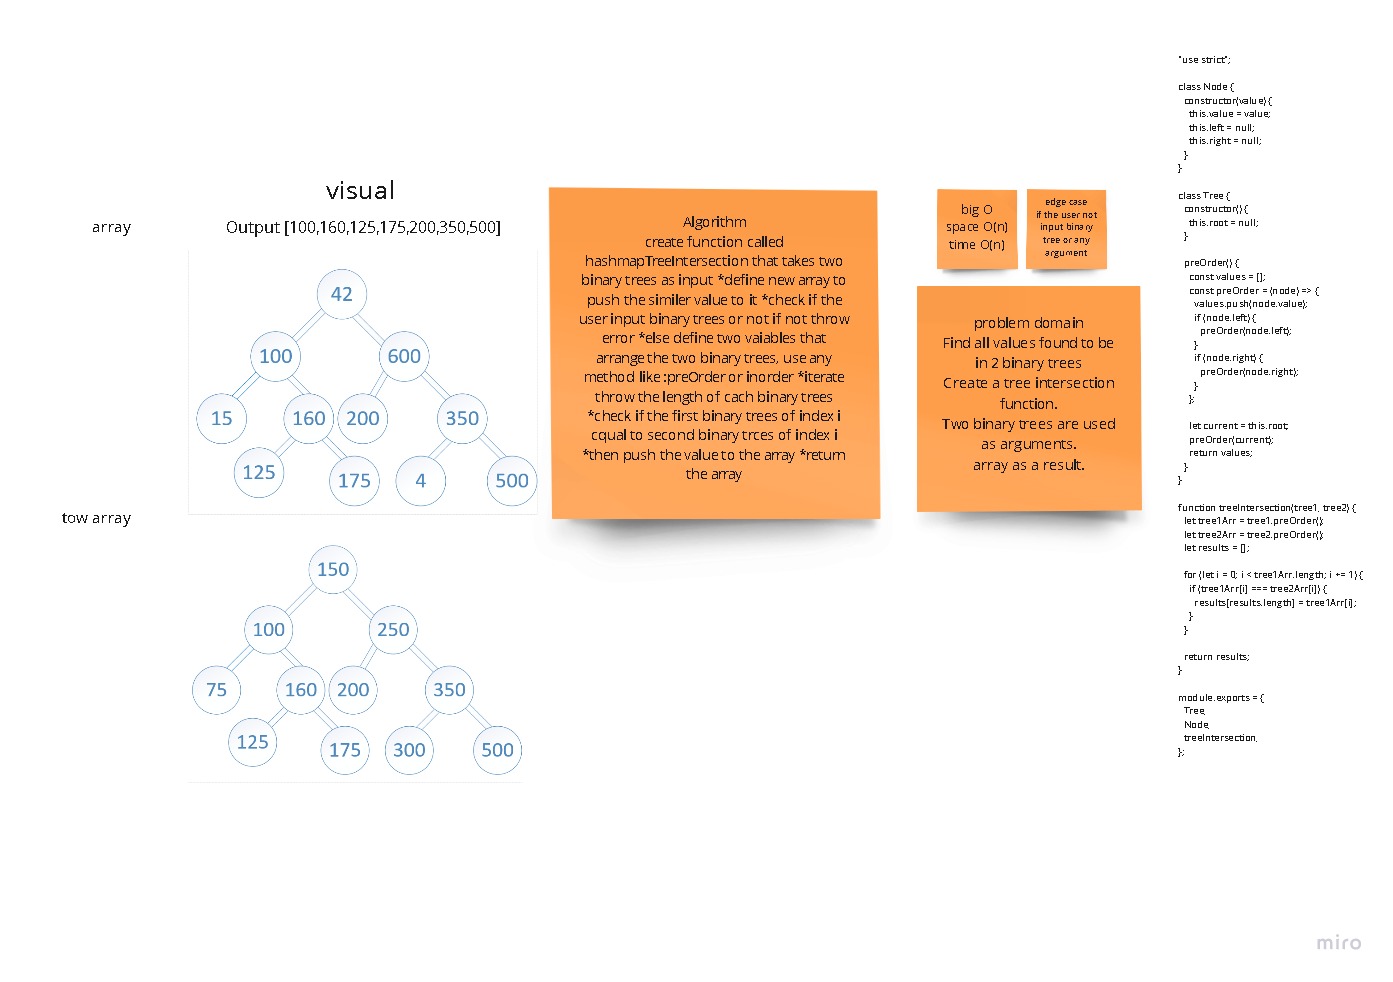 visual
array
Output [100,160,125,175,200,350,500]
42
100
600
15
160
200
350
125
175
4
500
tow array
150
100
250
75
160
200
350
125
175
300
500
Algorithm
create function called
hashmapTreeIntersection that takes two
binary trees as input *define new array to
push the similer value to it *check if the
user input binary trees or not if not throw
error *else define two vaiables that
arrange the two binary trees, use any
method like :preOrder or inorder *iterate
throw the length of each binary trees
*check if the first binary trees of index i
equal to second binary trees of index i
*then push the value to the array *return
the array
big O
space O(n)
time O(n)
edge case
if the user not
input binary
tree or any
argument
problem domain
Find all values found to be
in 2 binary trees
Create a tree intersection
function.
Two binary trees are used
as arguments.
array as a result.
"use strict";
class Node {
constructor(value) {
this.value = value;
this.left = null;
this.right = null;
}
}
class Tree {
constructor() {
this.root = null;
}
preOrder() {
const values = [];
const preOrder = (node) => {
values.push(node.value);
if (node.left) {
preOrder(node.left);
}
if (node.right) {
preOrder(node.right);
}
};
let current = this.root;
preOrder(current);
return values;
}
}
function treeIntersection(tree1, tree2) {
let tree1Arr = tree1.preOrder();
let tree2Arr = tree2.preOrder();
let results = [];
for (let i = 0; i < tree1Arr.length; i += 1) {
if (tree1Arr[i] === tree2Arr[i]) {
results[results.length] = tree1Arr[i];
}
}
return results;
}
module.exports = {
Tree,
Node,
treeIntersection,
};
miro